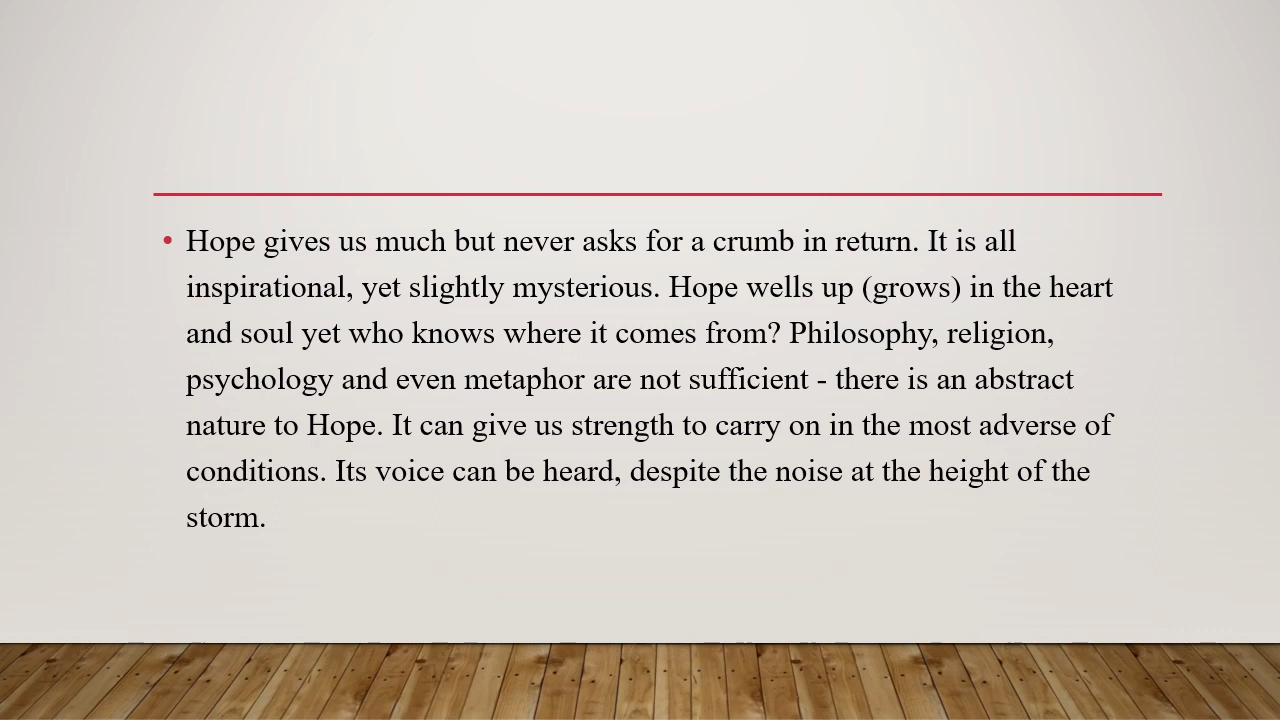 • Hope gives us much but never asks for a crumb in return. It is all
inspirational, yet slightly mysterious. Hope wells up (grows) in the heart
and soul yet who knows where it comes from? Philosophy, religion,
psychology and even metaphor are not sufficient - there is an abstract
nature to Hope. It can give us strength to carry on in the most adverse of
conditions. Its voice can be heard, despite the noise at the height of the
storm.